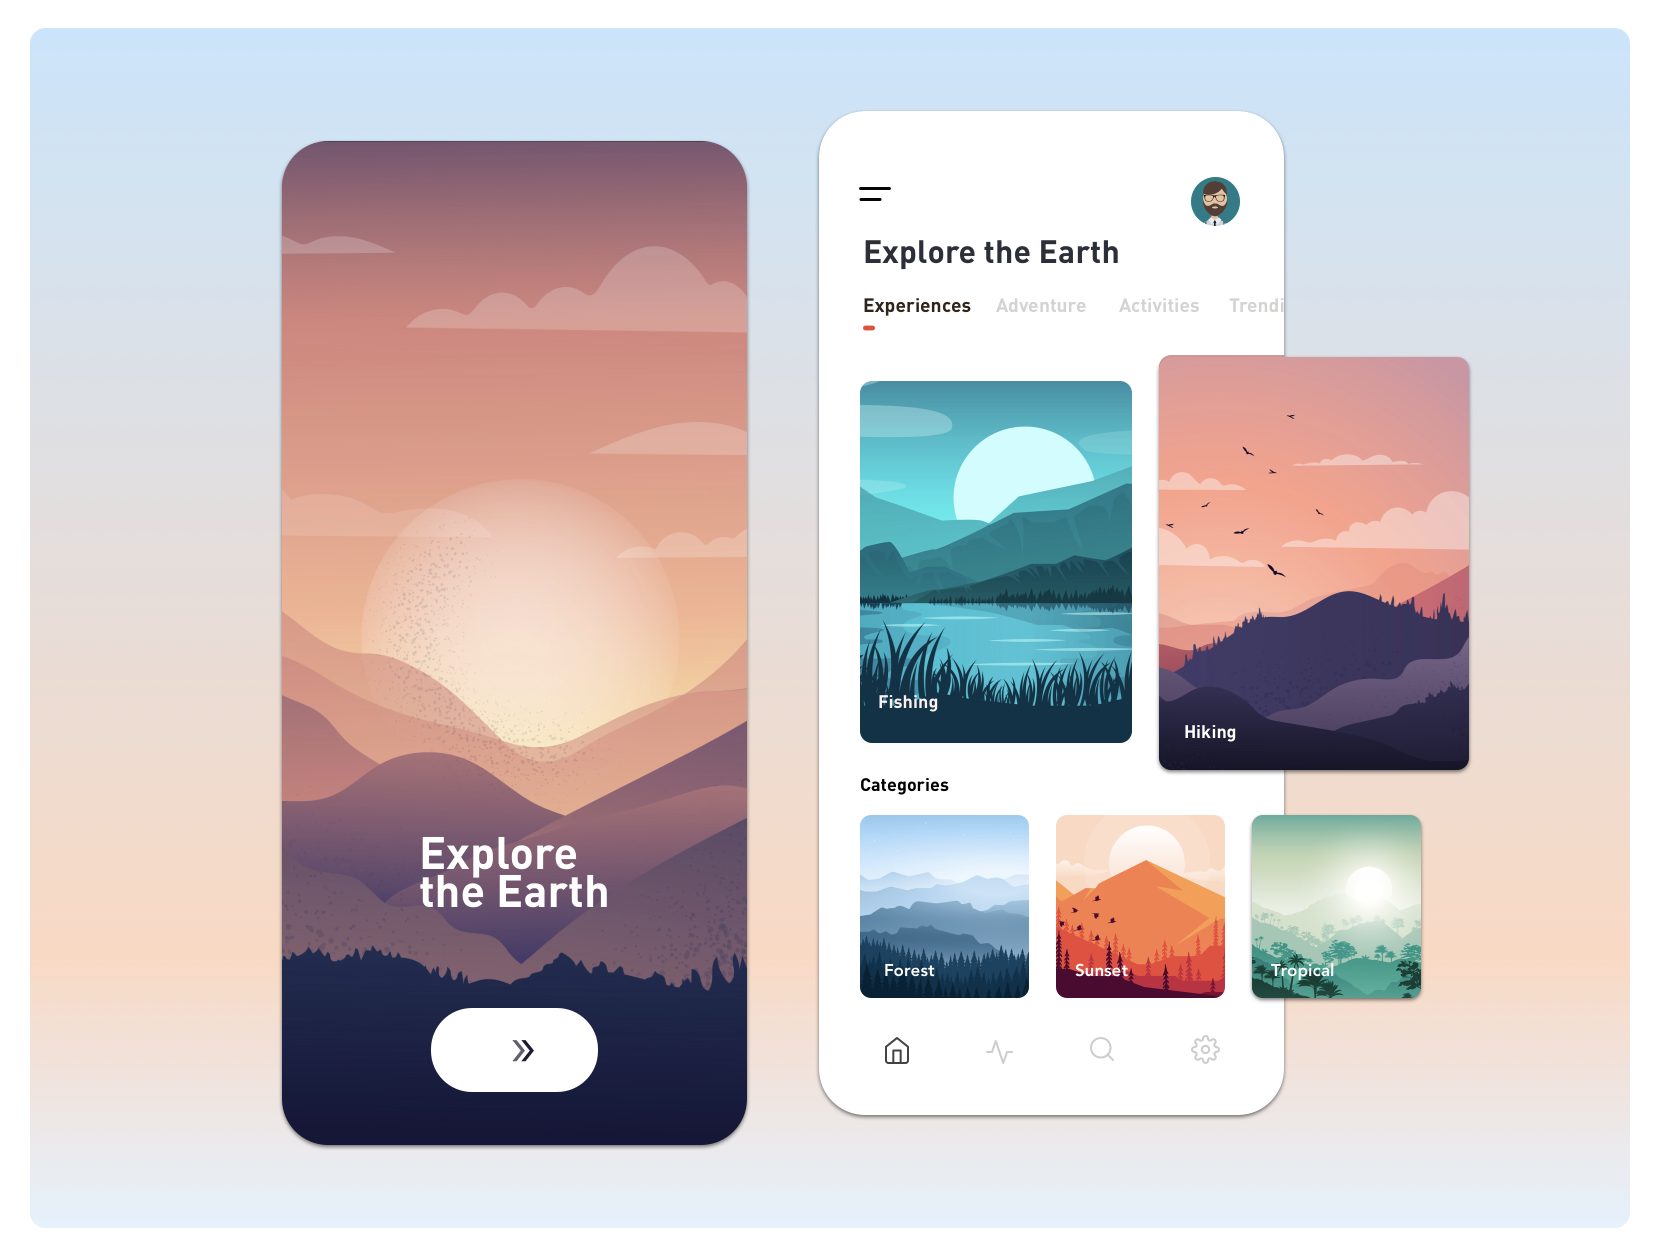 Explore
the Earth
Explore the Earth
Experiences Adventure Activities Trendi
Fishing
Hiking
Categories
Forest
Sunset
Tropical